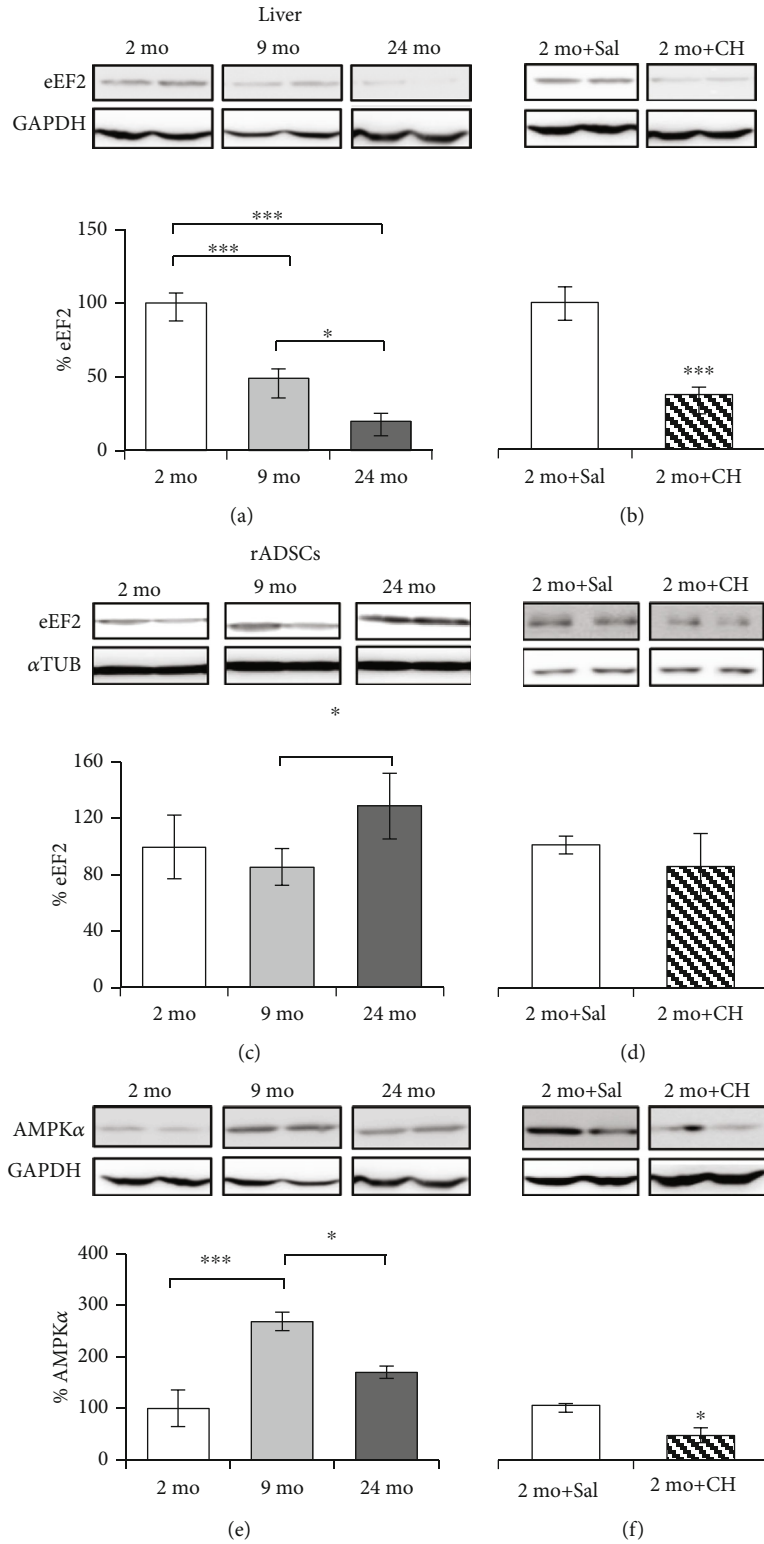 Liver
2 mo 9 mo 24 mo 2 mo+Sal 2 mo+CH
eEF2
GAPDH
150
100
50
0
% eEF2
***
***
*
2 mo 9 mo 24 mo
(a)
***
2 mo+Sal 2 mo+CH
(b)
rADSCs
2 mo 9 mo 24 mo 2 mo+Sal 2 mo+CH
eEF2
αTUB
*
160
120
80
40
0
% eEF2
2 mo 9 mo 24 mo
(c)
2 mo+Sal 2 mo+CH
(d)
2 mo 9 mo 24 mo 2 mo+Sal 2 mo+CH
AMPKα
GAPDH
400
300
200
100
0
% AMPKα
***
*
2 mo 9 mo 24 mo
(e)
*
2 mo+Sal 2 mo+CH
(f)